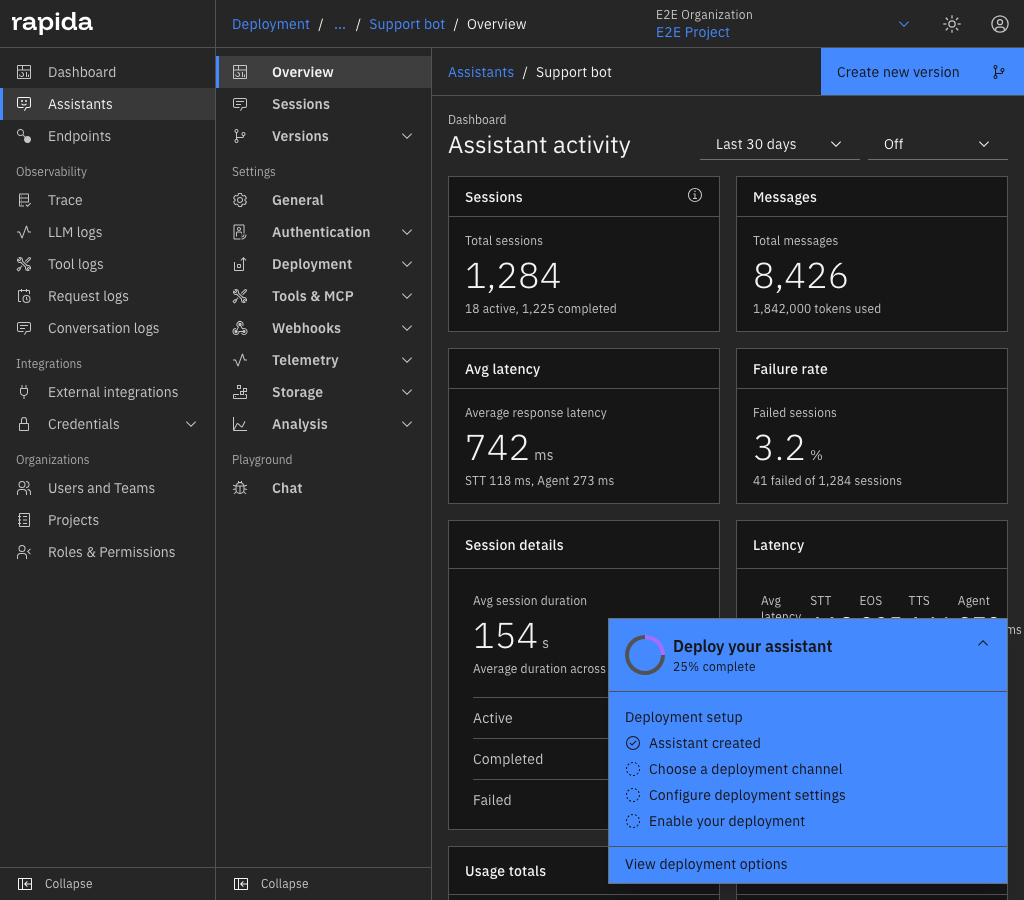 rapida
Deployment / ... / Support bot / Overview
E2E Organization
E2E Project
Dashboard
Assistants
Endpoints
Observability
Trace
LLM logs
Tool logs
Request logs
Conversation logs
Integrations
External integrations
Credentials
Organizations
Users and Teams
Projects
Roles & Permissions
Collapse
Overview
Sessions
Versions
Settings
General
Authentication
Deployment
Tools & MCP
Webhooks
Telemetry
Storage
Analysis
Playground
Chat
Collapse
Assistants / Support bot
Create new version
Dashboard
Assistant activity
Last 30 days
Off
Sessions
Total sessions
1,284
18 active, 1,225 completed
Messages
Total messages
8,426
1,842,000 tokens used
Avg latency
Average response latency
742 ms
STT 118 ms, Agent 273 ms
Failure rate
Failed sessions
3.2 %
41 failed of 1,284 sessions
Session details
Avg session duration
154 s
Average duration across
Active
Completed
Failed
Latency
Avg latency STT EOS TTS Agent
ms
Usage totals
Deploy your assistant
25% complete
Deployment setup
Assistant created
Choose a deployment channel
Configure deployment settings
Enable your deployment
View deployment options